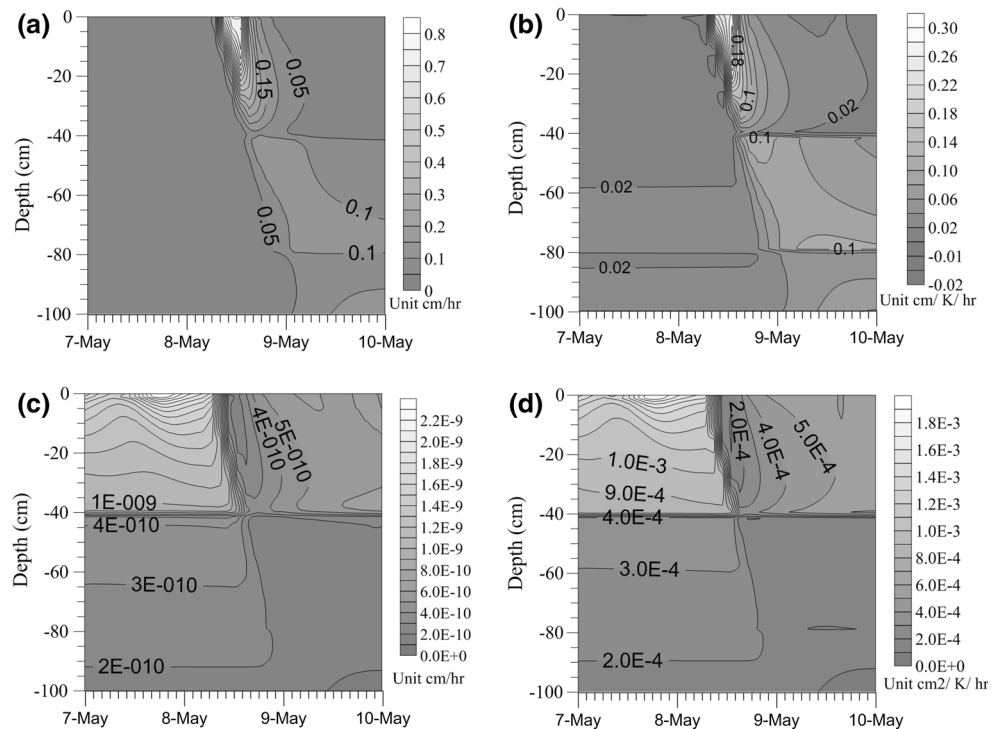 (a)
Depth (cm)
0
-20
-40
-60
-80
-100
7-May
8-May
9-May
10-May
0.15
0.05
0.05
0.1
0.1
0.8
0.7
0.6
0.5
0.4
0.3
0.2
0.1
0
Unit cm/hr
(b)
Depth (cm)
0
-20
-40
-60
-80
-100
7-May
8-May
9-May
10-May
0.18
0.1
0.02
0.1
0.02
0.1
0.02
0.30
0.26
0.22
0.18
0.14
0.10
0.06
0.02
-0.01
-0.02
Unit cm/ K/ hr
(c)
Depth (cm)
0
-20
-40
-60
-80
-100
7-May
8-May
9-May
10-May
4E-010
5E-010
1E-009
4E-010
3E-010
2E-010
2.2E-9
2.0E-9
1.8E-9
1.6E-9
1.4E-9
1.2E-9
1.0E-9
8.0E-10
6.0E-10
4.0E-10
2.0E-10
0.0E+0
Unit cm/hr
(d)
Depth (cm)
0
-20
-40
-60
-80
-100
7-May
8-May
9-May
10-May
2.0E-4
4.0E-4
5.0E-4
1.0E-3
9.0E-4
4.0E-4
3.0E-4
2.0E-4
1.8E-3
1.6E-3
1.4E-3
1.2E-3
1.0E-3
8.0E-4
6.0E-4
4.0E-4
2.0E-4
0.0E+0
Unit cm2/ K/ hr